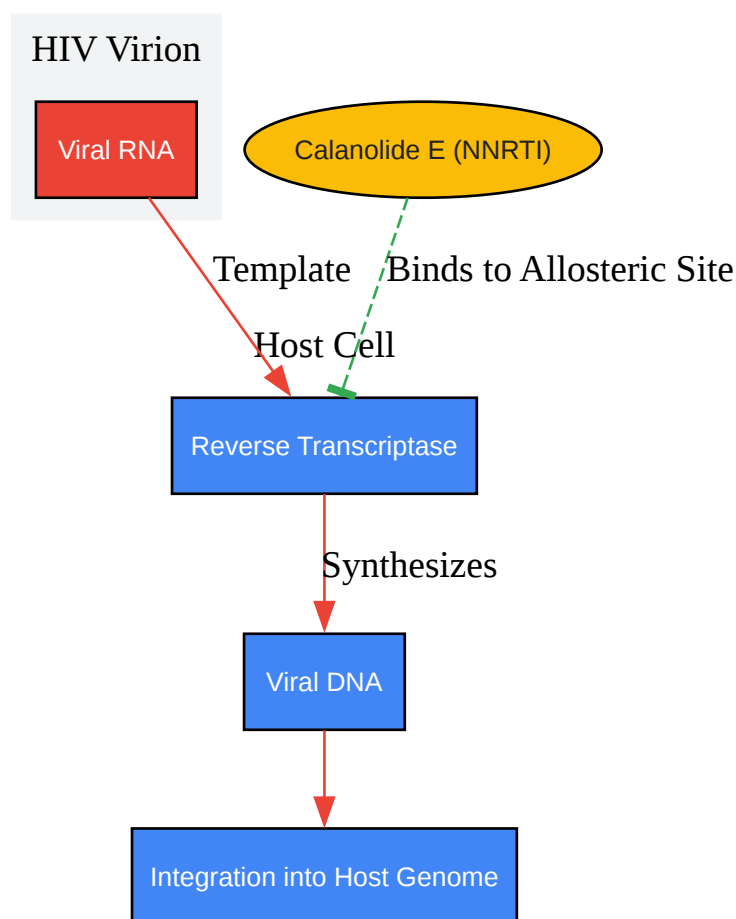 HIV Virion
Viral RNA
Calanolide E (NNRTI)
Template
Binds to Allosteric Site
Host Cell
Reverse Transcriptase
Synthesizes
Viral DNA
Integration into Host Genome